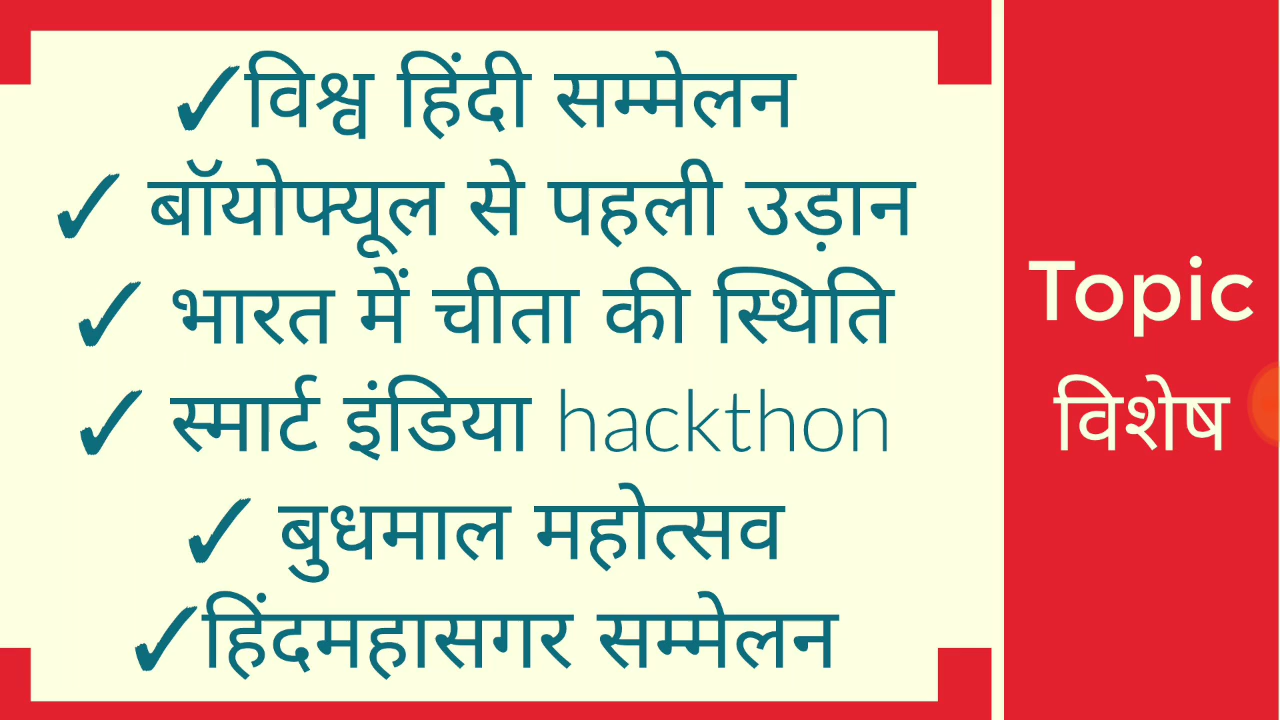 ✓विश्व हिंदी सम्मेलन
✓ बॉयोफ्यूल से पहली उड़ान
✓ भारत में चीता की स्थिति
✓ स्मार्ट इंडिया hackthon
✓ बुधमाल महोत्सव
✓हिंदमहासगर सम्मेलन
Topic
विशेष